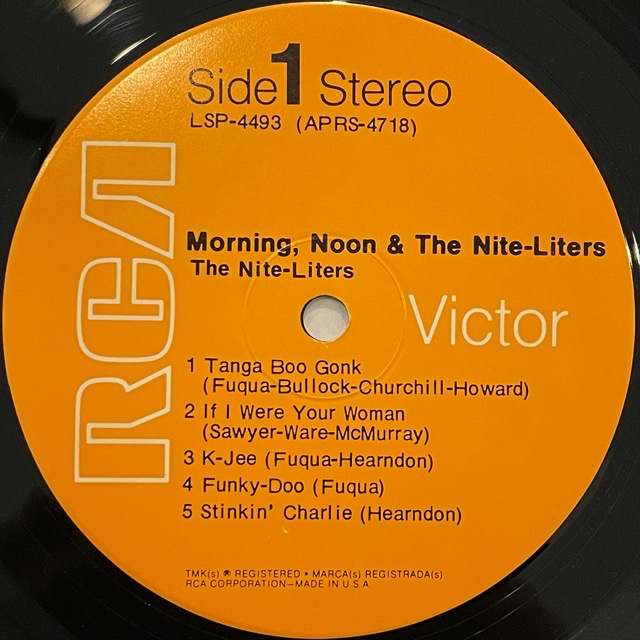 Side 1 Stereo
LSP-4493 (APRS-4718)
RCA
Morning, Noon & The Nite-Liters
The Nite-Liters
Victor
1 Tanga Boo Gonk
(Fuqua-Bullock-Churchill-Howard)
2 If I Were Your Woman
(Sawyer-Ware-McMurray)
3 K-Jee (Fuqua-Hearndon)
4 Funky-Doo (Fuqua)
5 Stinkin' Charlie (Hearndon)
TMK(s) ® REGISTERED • MARCA(s) REGISTRADA(s)
RCA CORPORATION—MADE IN U S A